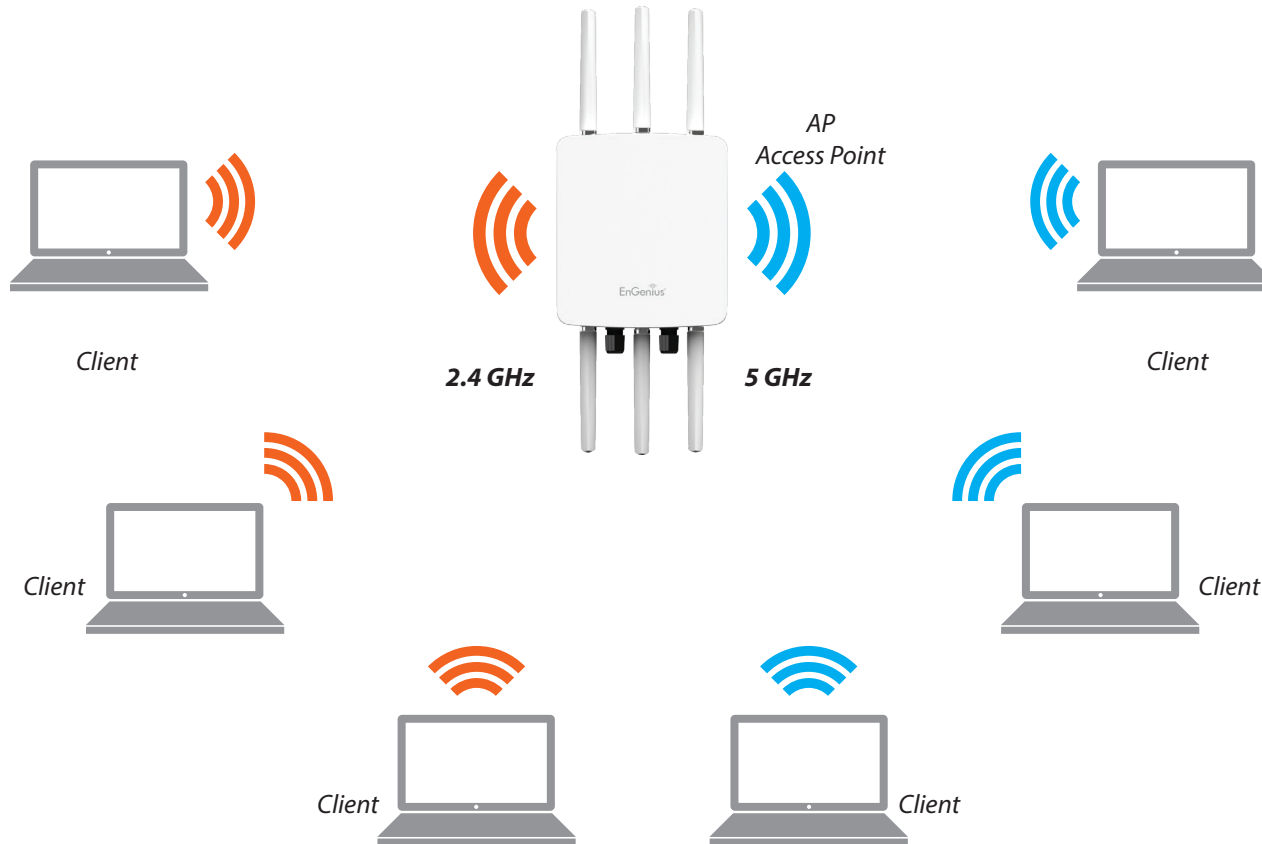 AP
Access Point
EnGenius
Client
2.4 GHz
5 GHz
Client
Client
Client
Client
Client